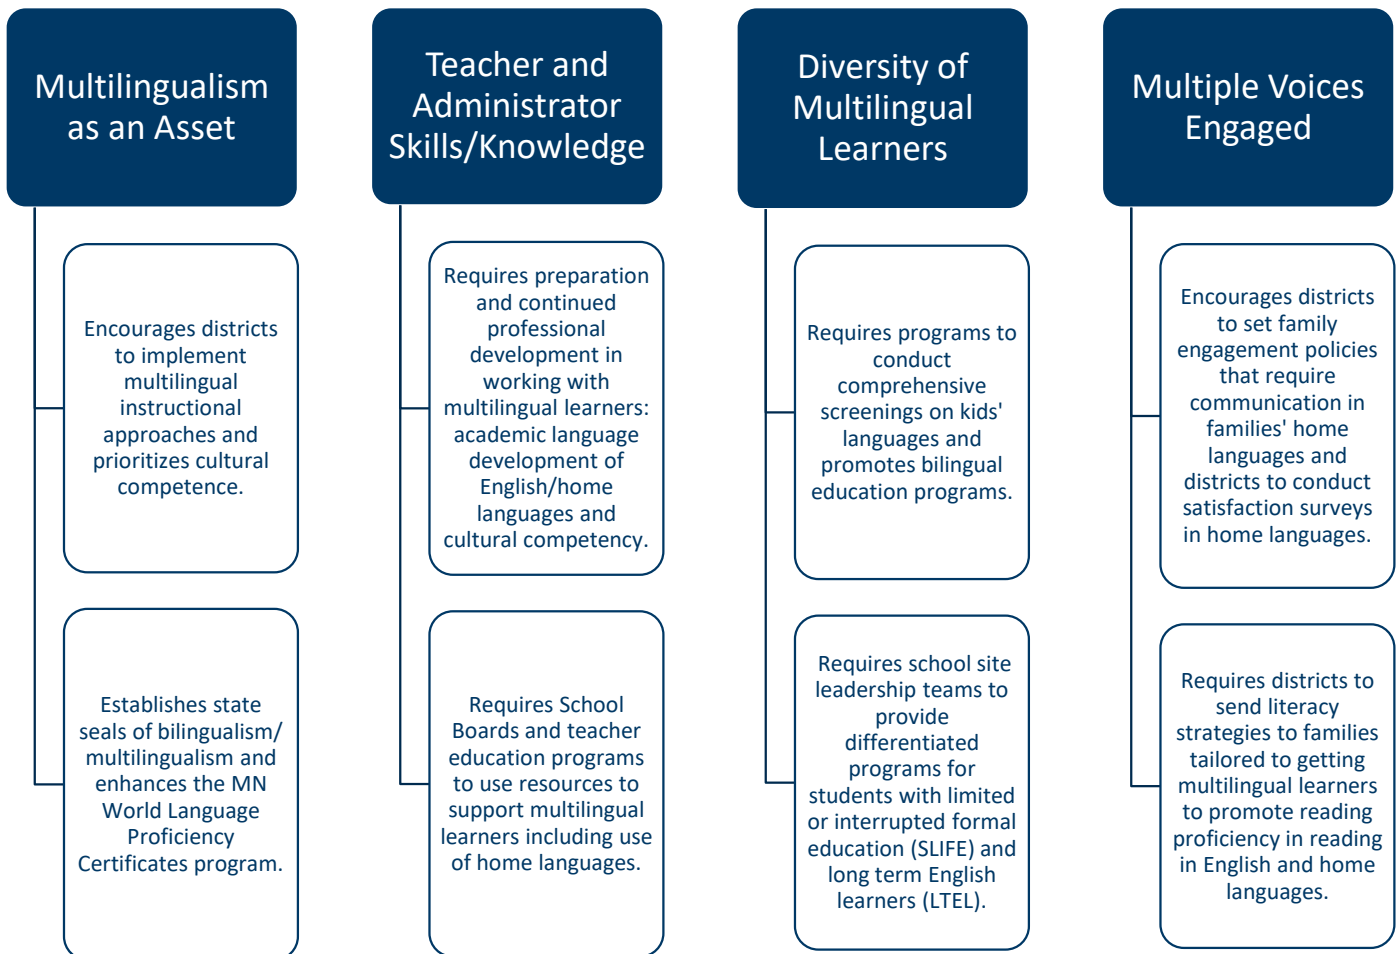 Multilingualism
as an Asset
Encourages districts
to implement
multilingual
instructional
approaches and
prioritizes cultural
competence.
Establishes state
seals of bilingualism/
multilingualism and
enhances the MN
World Language
Proficiency
Certificates program.
Teacher and
Administrator
Skills/Knowledge
Requires preparation
and continued
professional
development in
working with
multilingual learners:
academic language
development of
English/home
languages and
cultural competency.
Requires School
Boards and teacher
education programs
to use resources to
support multilingual
learners including use
of home languages.
Diversity of
Multilingual
Learners
Requires programs to
conduct
comprehensive
screenings on kids'
languages and
promotes bilingual
education programs.
Requires school site
leadership teams to
provide
differentiated
programs for
students with limited
or interrupted formal
education (SLIFE) and
long term English
learners (LTEL).
Multiple Voices
Engaged
Encourages districts
to set family
engagement policies
that require
communication in
families' home
languages and
districts to conduct
satisfaction surveys
in home languages.
Requires districts to
send literacy
strategies to families
tailored to getting
multilingual learners
to promote reading
proficiency in reading
in English and home
languages.